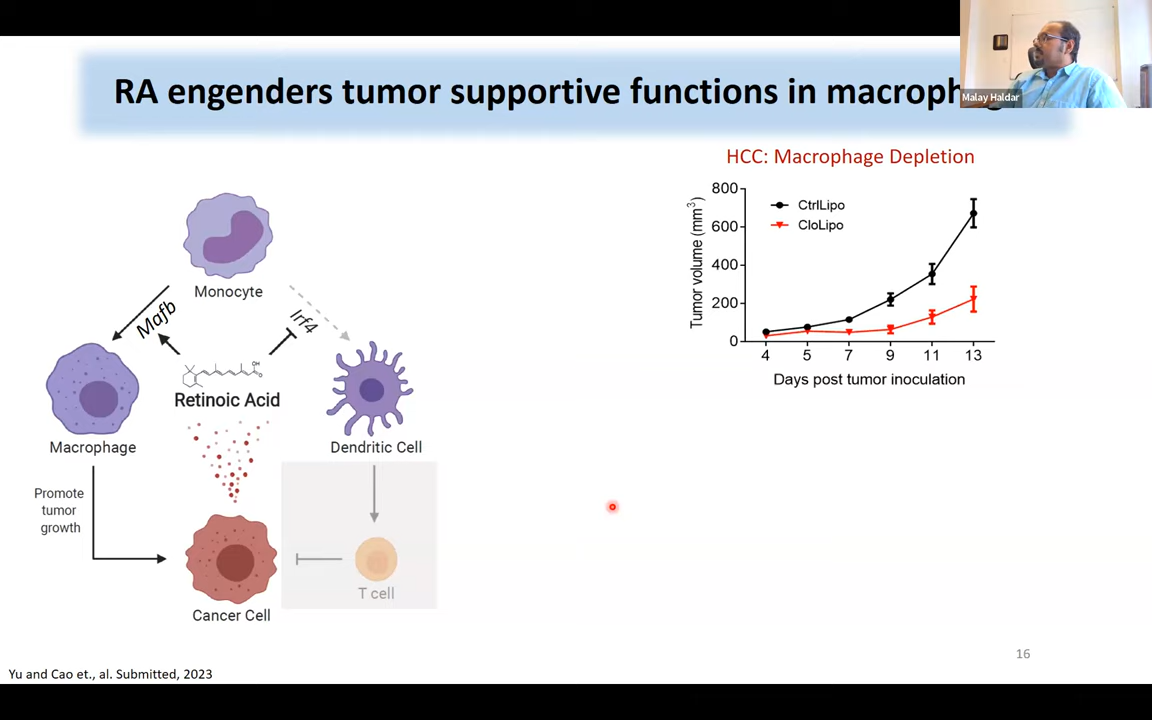 RA engenders tumor supportive functions in
Malay Haldar
HCC: Macrophage Depletion
Monocyte
Mafb
Irf4
OH
O
Retinoic Acid
Macrophage
Dendritic Cell
Promote
tumor
growth
T cell
Cancer Cell
Tumor volume (mm³)
800
600
400
200
0
CtrlLipo
CloLipo
4 5 7 9 11 13
Days post tumor inoculation
16
Yu and Cao et., al. Submitted, 2023